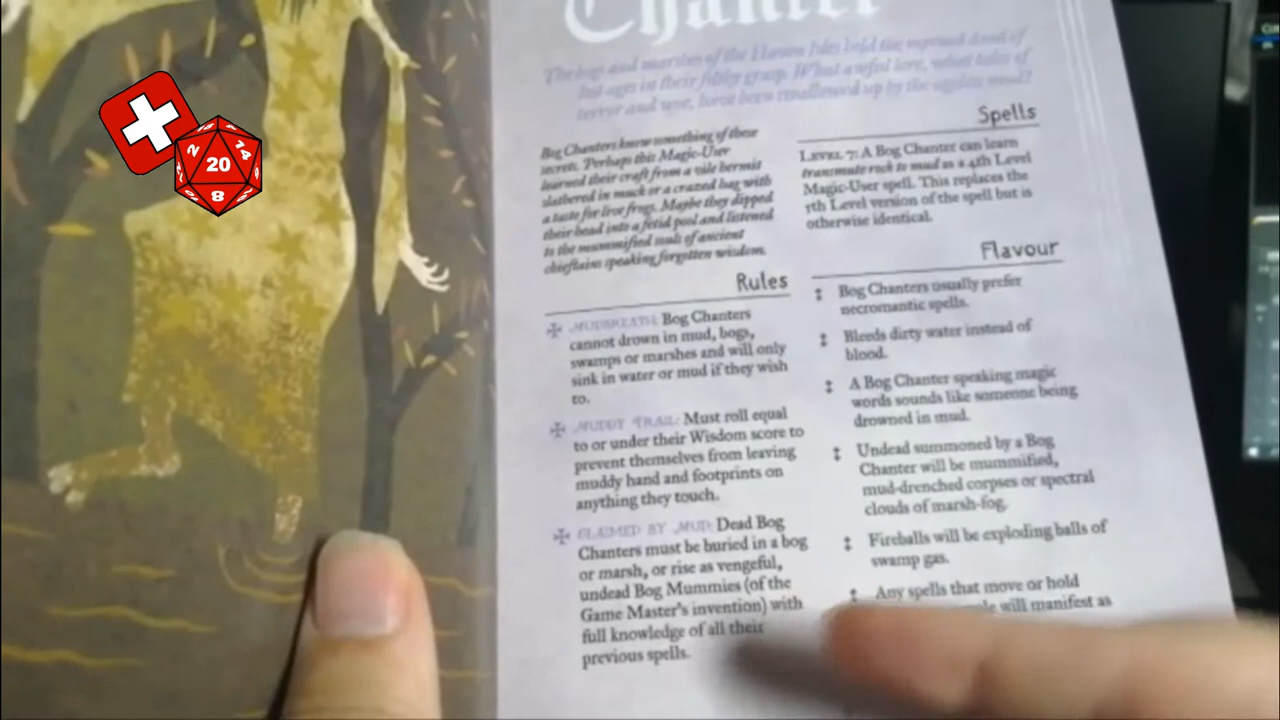 Chanter
The bogs and marshes of the Haven Isles hold the myriad dead of
lost ages in their filthy grasp. What awful lore, what tales of
terror and woe, have been swallowed up by the ageless mud?
Bog Chanters know something of these
secrets. Perhaps this Magic-User
learned their craft from a vile hermit
slathered in muck or a crazed hag with
a taste for live frogs. Maybe they dipped
their head into a fetid pool and listened
to the mummified souls of ancient
chieftains speaking forgotten wisdom.
Rules
MUDBREATH: Bog Chanters
cannot drown in mud, bogs,
swamps or marshes and will only
sink in water or mud if they wish
to.
MUDDY TRAIL: Must roll equal
to or under their Wisdom score to
prevent themselves from leaving
muddy hand and footprints on
anything they touch.
CLAIMED BY MUD: Dead Bog
Chanters must be buried in a bog
or marsh, or rise as vengeful,
undead Bog Mummies (of the
Game Master's invention) with
full knowledge of all their
previous spells.
Spells
LEVEL 7: A Bog Chanter can learn
transmute rock to mud as a 4th Level
Magic-User spell. This replaces the
5th Level version of the spell but is
otherwise identical.
Flavour
Bog Chanters usually prefer
necromantic spells.
Bleeds dirty water instead of
blood.
A Bog Chanter speaking magic
words sounds like someone being
drowned in mud.
Undead summoned by a Bog
Chanter will be mummified,
mud-drenched corpses or spectral
clouds of marsh-fog.
Fireballs will be exploding balls of
swamp gas.
Any spells that move or hold
will manifest as
20
2
14
8